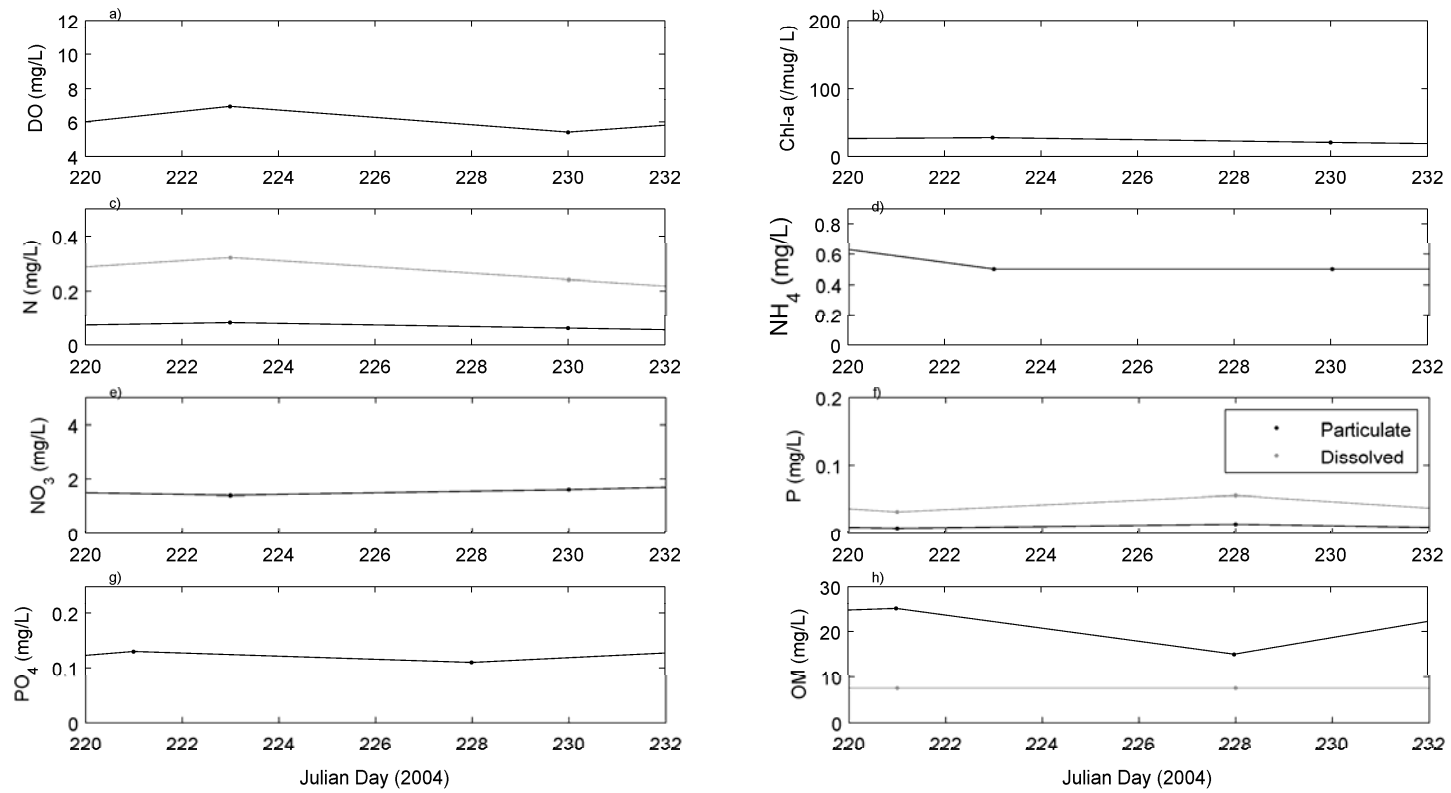 a)
12
10
8
6
4
DO (mg/L)
220 222 224 226 228 230 232
b)
200
100
0
Chl-a (/mug/ L)
220 222 224 226 228 230 232
c)
0.4
0.2
0
N (mg/L)
220 222 224 226 228 230 232
d)
0.8
0.6
0.4
0.2
0
NH4 (mg/L)
220 222 224 226 228 230 232
e)
4
2
0
NO3 (mg/L)
220 222 224 226 228 230 232
f)
0.2
0.1
0
P (mg/L)
Particulate
Dissolved
220 222 224 226 228 230 232
g)
0.2
0.1
0
PO4 (mg/L)
220 222 224 226 228 230 232
Julian Day (2004)
h)
30
20
10
0
OM (mg/L)
220 222 224 226 228 230 232
Julian Day (2004)